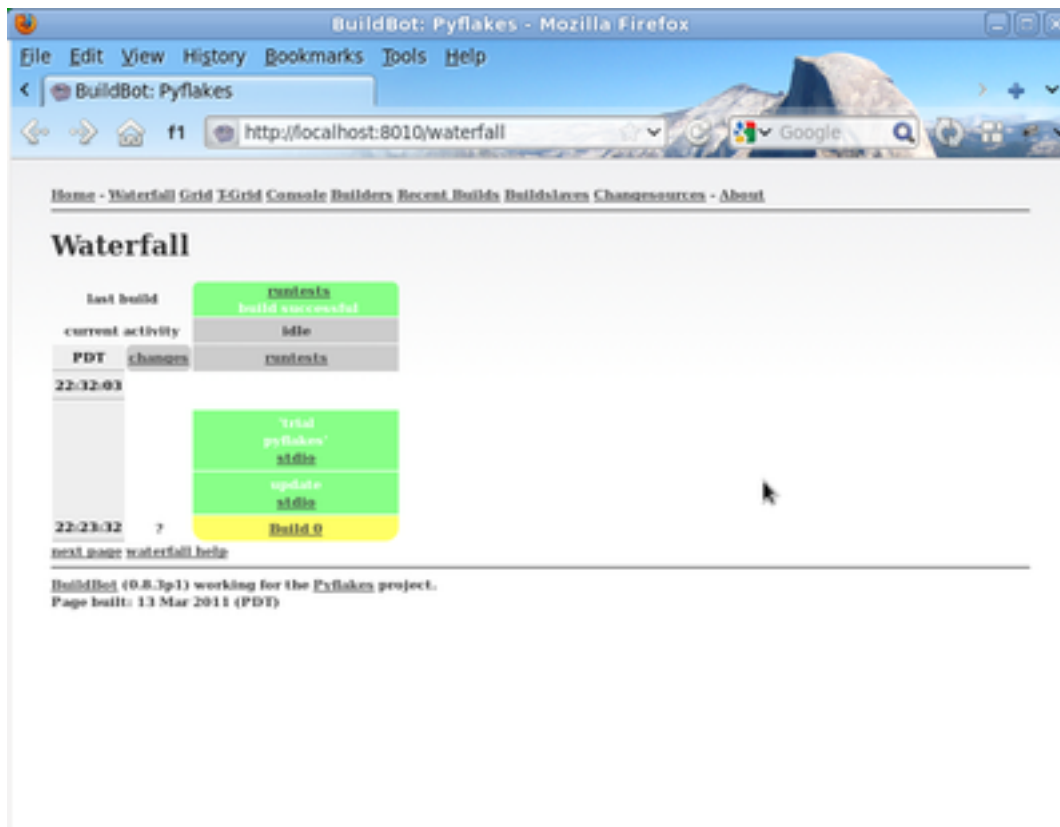 BuildBot: Pyflakes - Mozilla Firefox
File Edit View History Bookmarks Tools Help
BuildBot: Pyflakes
f1 http://localhost:8010/waterfall Google
Home - Waterfall Grid T-Grid Console Builders Recent Builds Buildslaves Changesources - About
Waterfall
last build runtests
build successful
current activity idle
PDT changes runtests
22:32:03
'trial
pyflakes'
stdio
update
stdio
22:23:32 ? Build 0
next page waterfall help
BuildBot (0.8.3p1) working for the Pyflakes project.
Page built: 13 Mar 2011 (PDT)